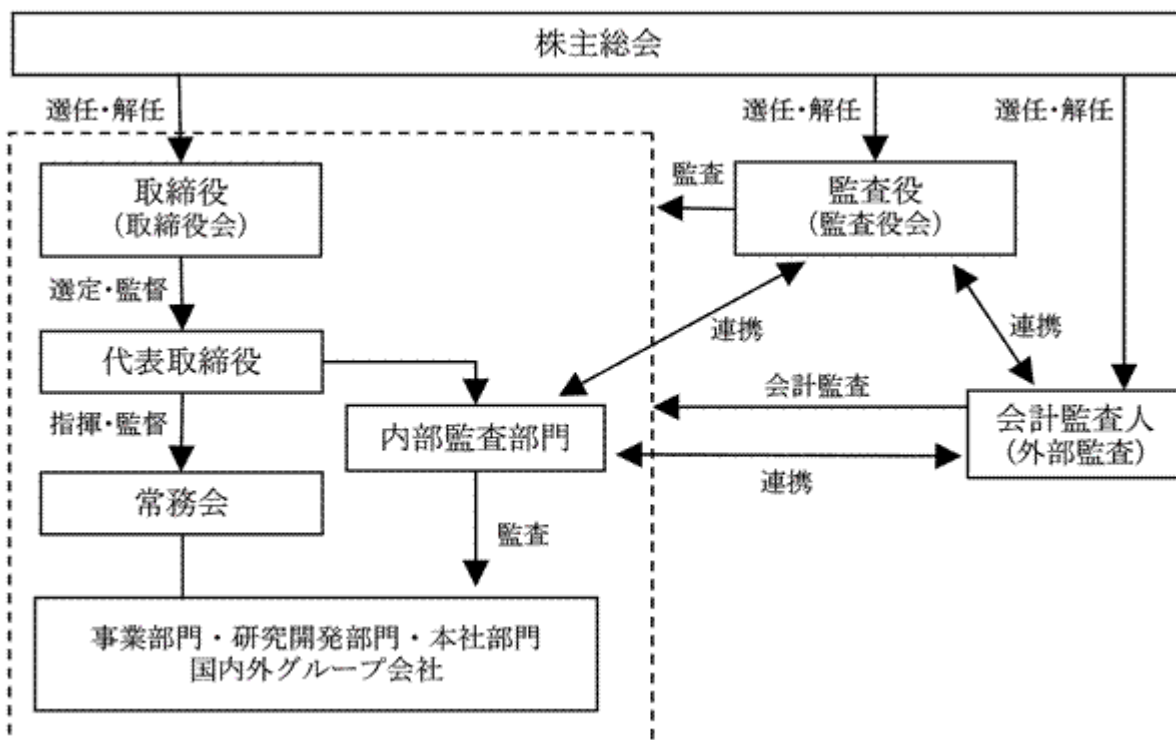 株主総会
選任・解任
選任・解任
選任・解任
取締役
(取締役会)
監査
監査役
(監査役会)
選定・監督
連携
連携
代表取締役
会計監査
指揮・監督
内部監査部門
会計監査人
(外部監査)
連携
常務会
監査
事業部門・研究開発部門・本社部門
国内外グループ会社